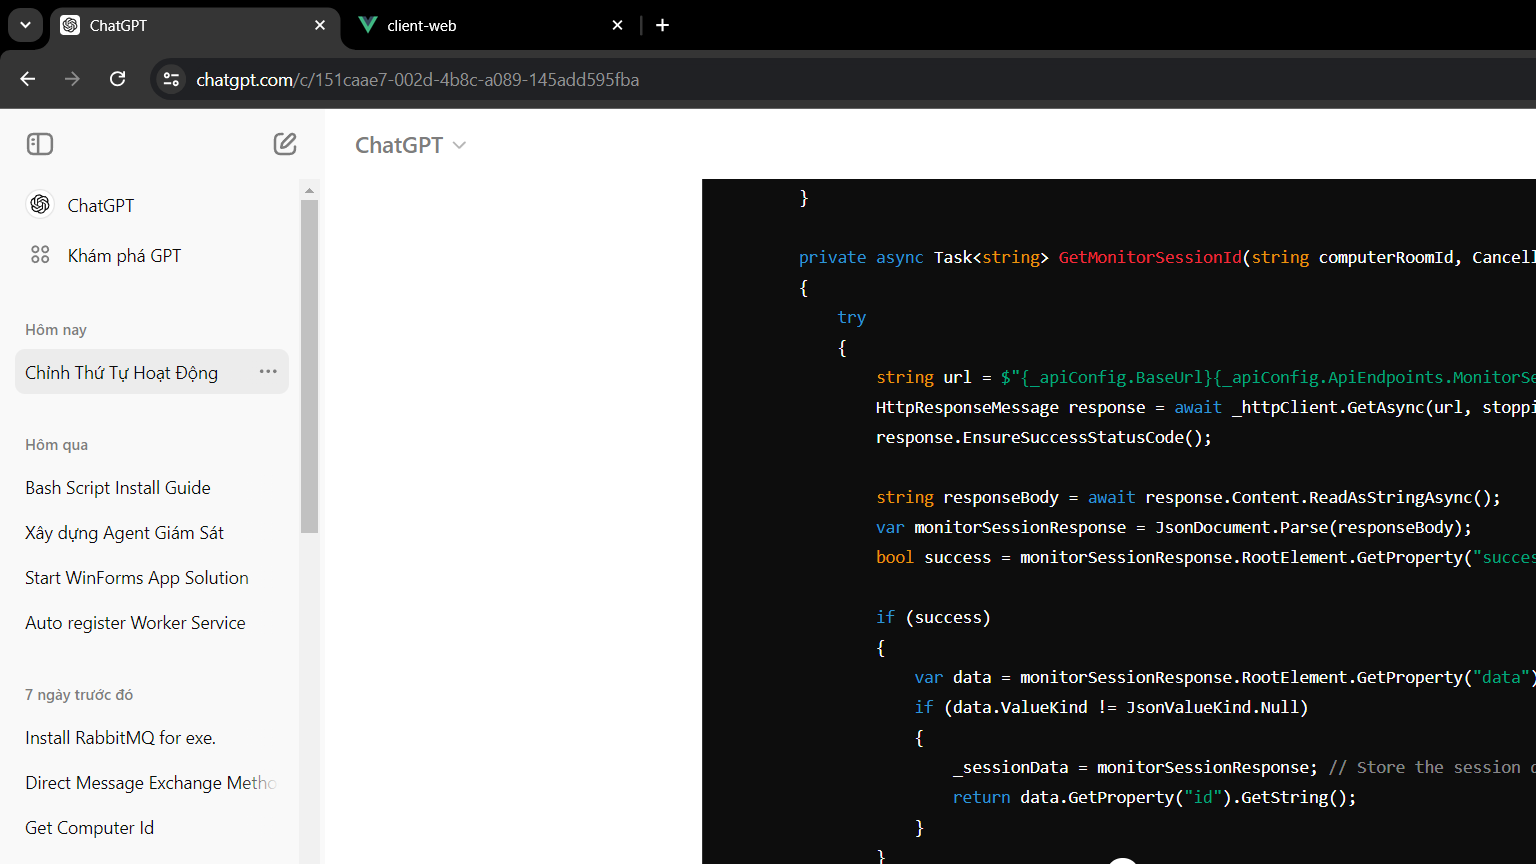 ChatGPT
client-web
chatgpt.com/c/151caae7-002d-4b8c-a089-145add595fba
ChatGPT
Khám phá GPT
Hôm nay
Chỉnh Thứ Tự Hoạt Động
Hôm qua
Bash Script Install Guide
Xây dựng Agent Giám Sát
Start WinForms App Solution
Auto register Worker Service
7 ngày trước đó
Install RabbitMQ for exe.
Direct Message Exchange Metho
Get Computer Id
ChatGPT
}
private async Task<string> GetMonitorSessionId(string computerRoomId, Cancell
{
try
{
string url = $"{_apiConfig.BaseUrl}{_apiConfig.ApiEndpoints.MonitorSe
HttpResponseMessage response = await _httpClient.GetAsync(url, stoppi
response.EnsureSuccessStatusCode();
string responseBody = await response.Content.ReadAsStringAsync();
var monitorSessionResponse = JsonDocument.Parse(responseBody);
bool success = monitorSessionResponse.RootElement.GetProperty("succes
if (success)
{
var data = monitorSessionResponse.RootElement.GetProperty("data")
if (data.ValueKind != JsonValueKind.Null)
{
_sessionData = monitorSessionResponse; // Store the session d
return data.GetProperty("id").GetString();
}
}